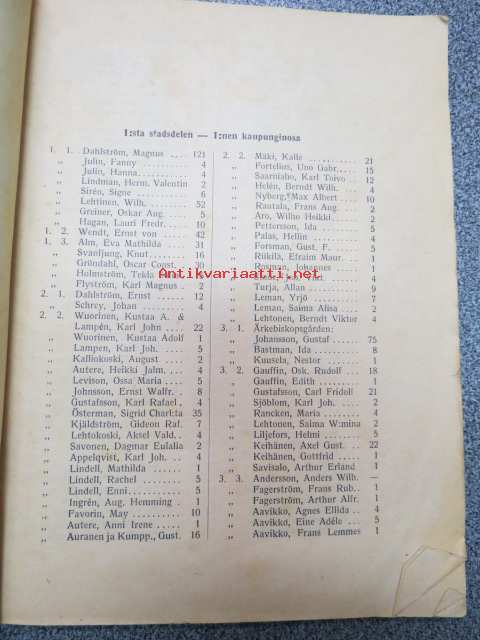 I:sta stadsdelen — I:nen kaupunginosa
1. 1. Dahlström, Magnus .... 121
„ Julin, Fanny ........ 4
„ Julin, Hanna........ 4
„ Lindman, Herm. Valentin 2
„ Sirén, Signe ........ 6
„ Lehtinen, Wilh. ...... 52
„ Greiner, Oskar Aug. .. 5
„ Hagan, Lauri Fredr. .. 10
1. 2. Wendt, Ernst von .... 42
1. 3. Alm, Eva Mathilda .... 31
„ Svanljung, Knut ...... 16
„ Gröndahl, Oscar Const. 30
„ Holmström, Tekla
„ Flyström, Karl Magnus . 2
2. 1. Dahlström, Ernst ...... 12
„ Schrey, Johan ........ 4
2. 2. Wuorinen, Kustaa A. &
Lampén, Karl John .... 22
„ Wuorinen, Kustaa Adolf 1
„ Lampen, Karl Joh. .... 5
„ Kalliokoski, August .... 2
„ Autere, Heikki Jalm. .. 4
„ Levison, Ossa Maria .... 5
„ Johnsson, Ernst Walfr. . 8
„ Gustafsson, Karl Rafael . 4
„ Österman, Sigrid Charl:ta 35
„ Kjäldström, Gideon Raf. 7
„ Lehtokoski, Aksel Vald. . 4
„ Savonen, Dagmar Eulalia 2
„ Appelqvist, Karl Joh. .. 4
„ Lindell, Mathilda ...... 1
„ Lindell, Rachel ...... 5
„ Lindell, Enni........ 5
„ Ingrén, Aug. Hemming . 1
„ Favorin, May ........ 10
„ Autere, Anni Irene .... 1
„ Auranen ja Kumpp., Gust. 16
2. 2. Mäki, Kalle .......... 21
„ Fortelius, Uno Gabr..... 15
„ Saarniaho, Karl Toivo .. 12
„ Helén, Berndt Wilh. .. 4
„ Nyberg, Max Albert .. 10
„ Rautala, Frans Aug. .. 2
„ Aro, Wilho Heikki.... 2
„ Pettersson, Ida ...... 5
„ Palas, Hellin ........ 4
„ Forsman, Gust. F. .... 5
„ Riikilä, Efraim Maur. .. 1
„ Rosman, Johannes .... 1
„ Turja, Allan ........ 9
„ Leman, Yrjö ........ 7
„ Leman, Saima Alisa .. 2
„ Lehtonen, Berndt Viktor 4
3. 1. Ärkebiskopsgården:
„ Johansson, Gustaf .... 75
„ Bastman, Ida ........ 8
„ Kuusela, Nestor ...... 1
3. 2. Gauffin, Osk. Rudolf .. 18
„ Gauffin, Edith ...... 1
„ Gustafsson, Carl Fridolf 21
„ Sjöblom, Karl Joh. .... 2
„ Rancken, Maria ...... 4
„ Lehtonen, Saima W:mina 2
„ Liljefors, Helmi ...... 5
„ Keihänen, Axel Gust. .. 22
„ Keihänen, Gottfrid .... 1
„ Savisalo, Arthur Erland 1
3. 3. Andersson, Anders Wilh. —
„ Fagerström, Frans Rub.. 1
„ Fagerström, Arthur Alfr. 1
„ Aavikko, Agnes Ellida .. 4
„ Aavikko, Eine Adéle .. 5
„ Aavikko, Frans Lemmes 1
Antikvariaatti.net